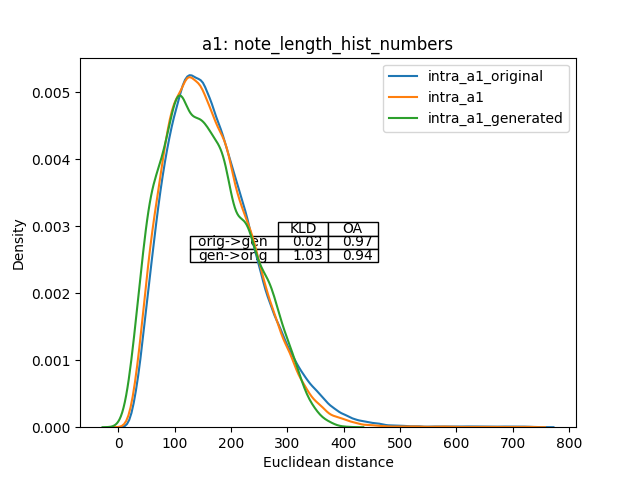 a1: note_length_hist_numbers
intra_a1_original
intra_a1
intra_a1_generated
0.005
0.004
0.003
0.002
0.001
0.000
Density
KLD OA
orig->gen 0.02 0.97
gen->orig 1.03 0.94
0 100 200 300 400 500 600 700 800
Euclidean distance